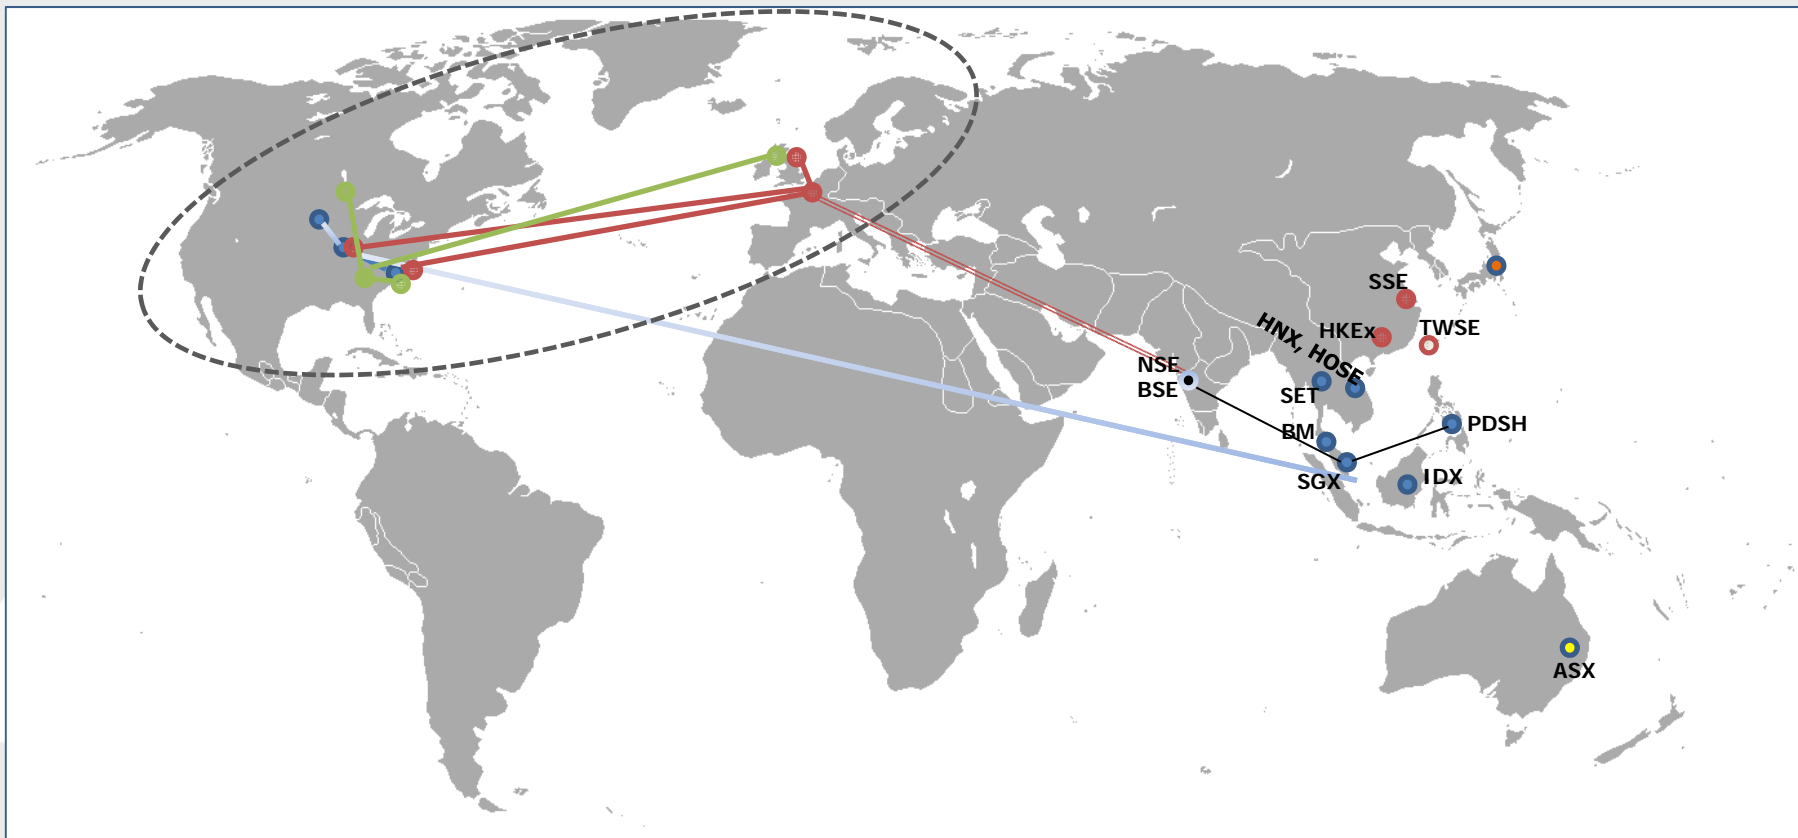 SSE
HKEx
TWSE
HNX, HOSE
NSE
BSE
SET
BM
PDSH
SGX
IDX
ASX